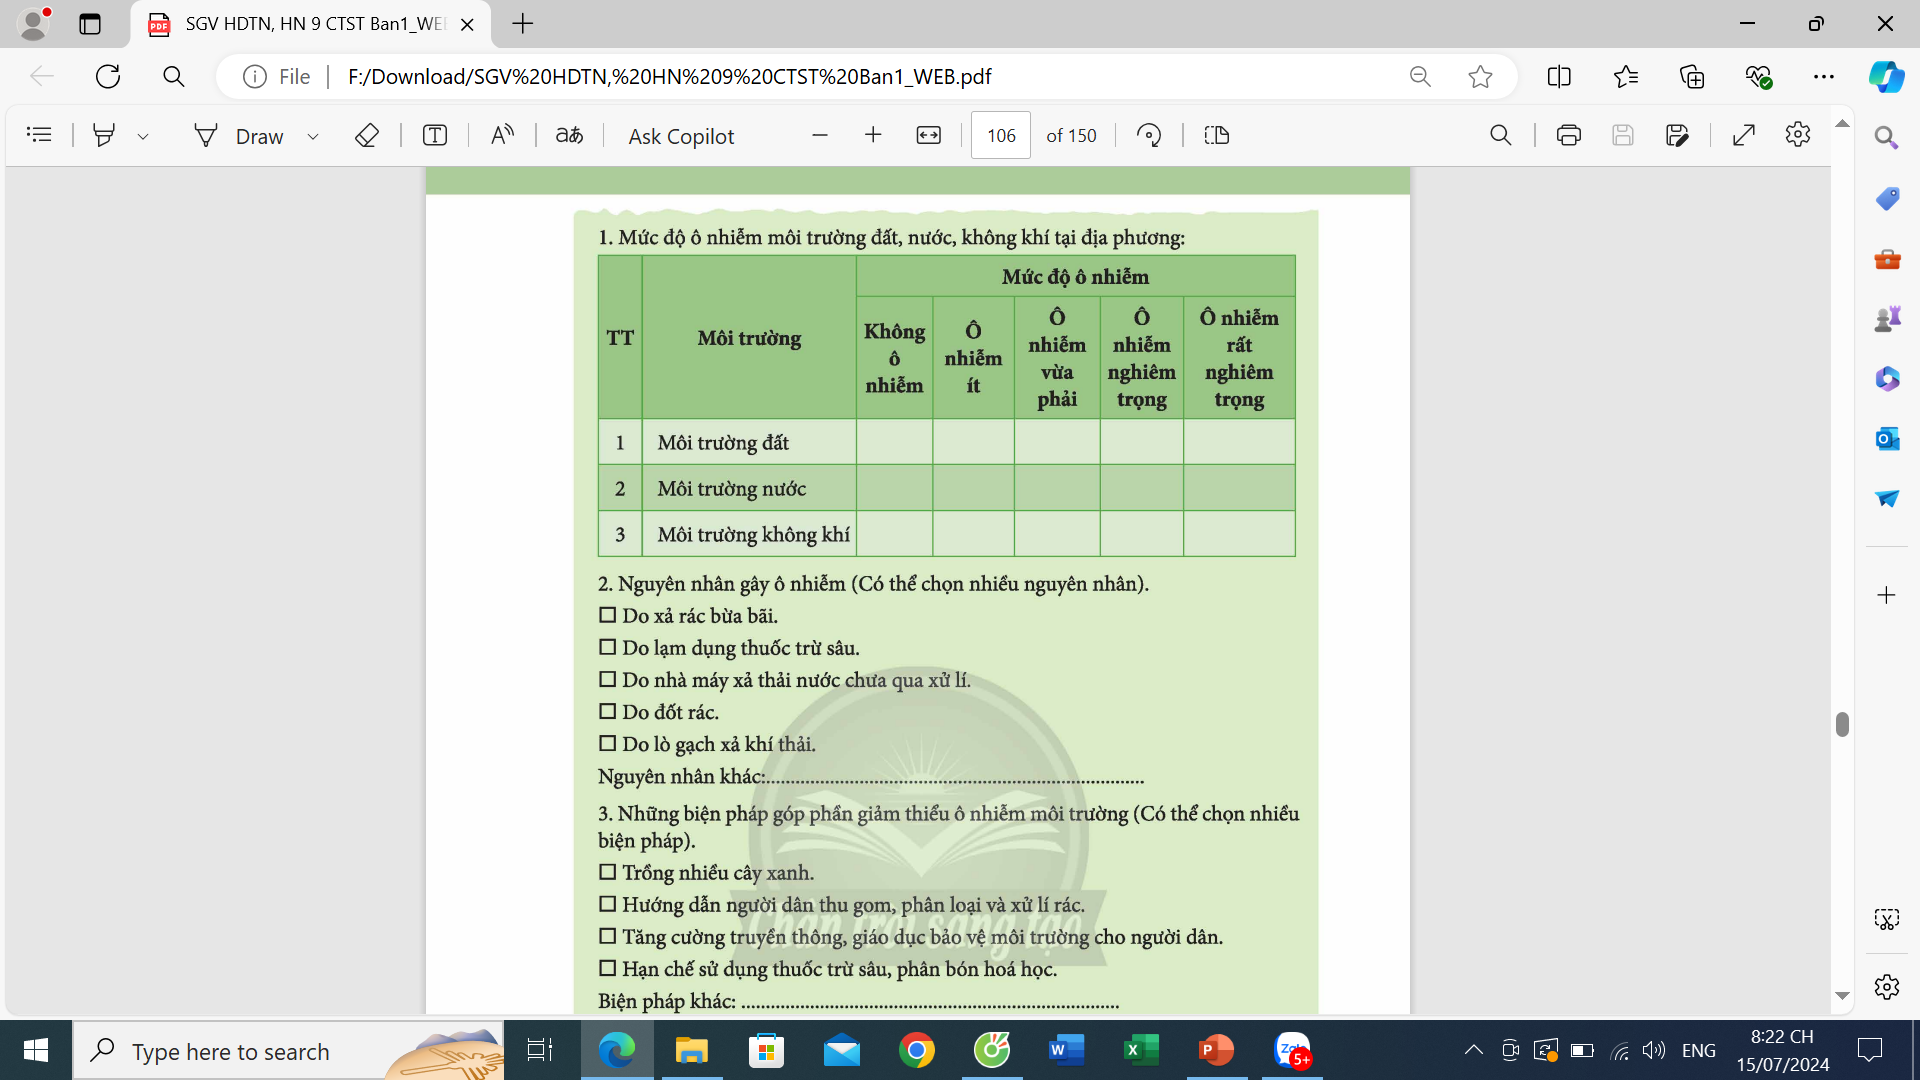 SGV HDTN, HN 9 CTST Ban1_WEB
File
F:/Download/SGV%20HDTN,%20HN%209%20CTST%20Ban1_WEB.pdf
Draw
aあ
Ask Copilot
106 of 150
1. Mức độ ô nhiễm môi trường đất, nước, không khí tại địa phương:
TT
Môi trường
Mức độ ô nhiễm
Không ô nhiễm
Ô nhiễm ít
Ô nhiễm vừa phải
Ô nhiễm nghiêm trọng
Ô nhiễm rất nghiêm trọng
1 Môi trường đất
2 Môi trường nước
3 Môi trường không khí
2. Nguyên nhân gây ô nhiễm (Có thể chọn nhiều nguyên nhân).
☐ Do xả rác bừa bãi.
☐ Do lạm dụng thuốc trừ sâu.
☐ Do nhà máy xả thải nước chưa qua xử lí.
☐ Do đốt rác.
☐ Do lò gạch xả khí thải.
Nguyên nhân khác:............................................................................
3. Những biện pháp góp phần giảm thiểu ô nhiễm môi trường (Có thể chọn nhiều
biện pháp).
☐ Trồng nhiều cây xanh.
☐ Hướng dẫn người dân thu gom, phân loại và xử lí rác.
☐ Tăng cường truyền thông, giáo dục bảo vệ môi trường cho người dân.
☐ Hạn chế sử dụng thuốc trừ sâu, phân bón hoá học.
Biện pháp khác: ............................................................................
Chân trời sáng tạo
Type here to search
Zalo
5+
ENG
8:22 CH
15/07/2024